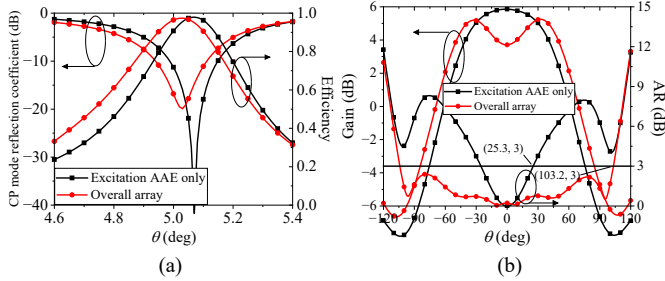 CP mode reflection coefficient (dB)
0
−10
−20
−30
−40
Excitation AAE only
Overall array
1.0
0.8
0.6
0.4
0.2
0.0
Efficiency
4.6 4.8 5.0 5.2 5.4
θ (deg)
(a)
Gain (dB)
6
4
2
0
−2
−4
−6
Excitation AAE only
Overall array
(25.3, 3)
(103.2, 3)
15
12
9
6
3
0
AR (dB)
−120 −90 −60 −30 0 30 60 90 120
θ (deg)
(b)